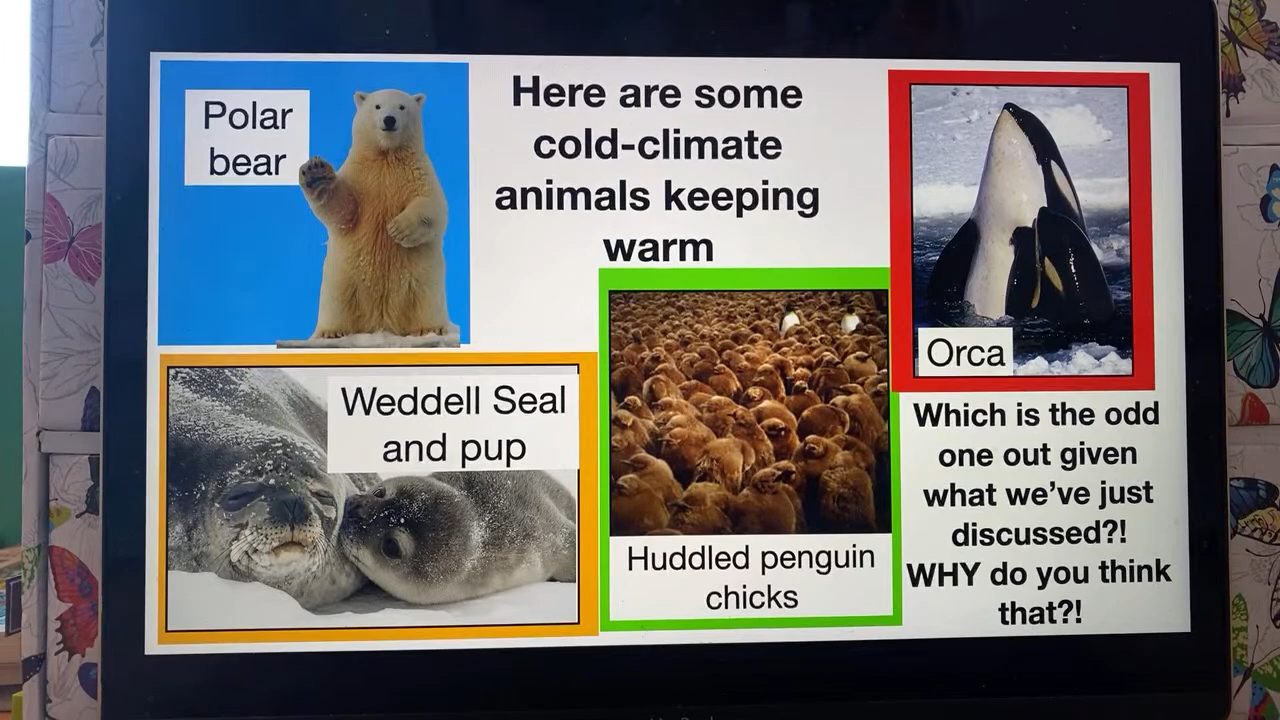 Polar
bear
Here are some
cold-climate
animals keeping
warm
Orca
Weddell Seal
and pup
Huddled penguin
chicks
Which is the odd
one out given
what we've just
discussed?!
WHY do you think
that?!